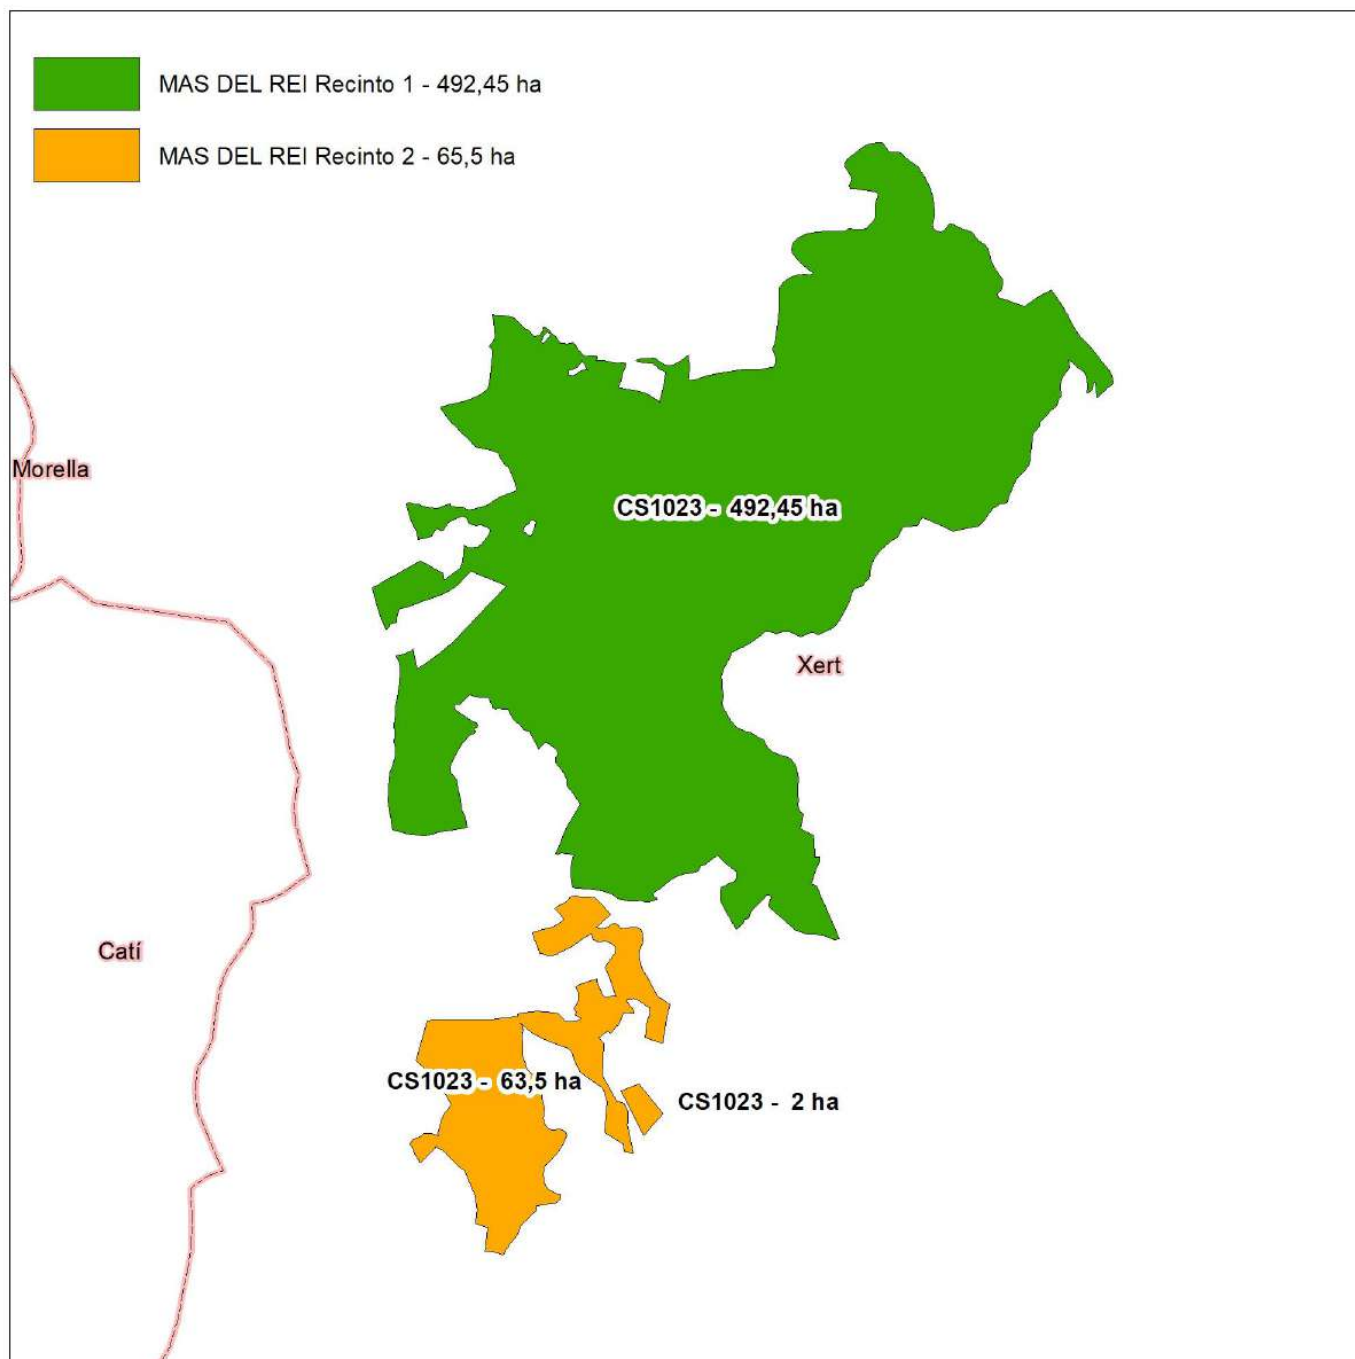 MAS DEL REI Recinto 1 - 492,45 ha
MAS DEL REI Recinto 2 - 65,5 ha
Morella
CS1023 -  492,45 ha
Xert
Catí
CS1023 -  63,5 ha
CS1023 -  2 ha